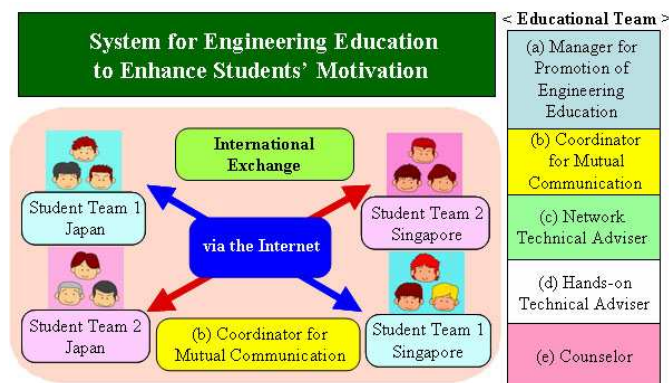 System for Engineering Education
to Enhance Students' Motivation
International
Exchange
Student Team 1
Japan
Student Team 2
Singapore
via the Internet
Student Team 2
Japan
(b) Coordinator for
Mutual Communication
Student Team 1
Singapore
< Educational Team >
(a) Manager for
Promotion of
Engineering
Education
(b) Coordinator
for Mutual
Communication
(c) Network
Technical Adviser
(d) Hands-on
Technical Adviser
(e) Counselor